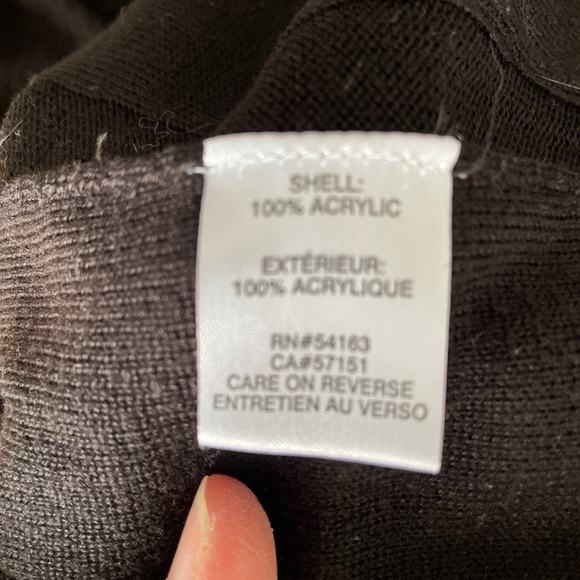 SHELL:
100% ACRYLIC
EXTÉRIEUR:
100% ACRYLIQUE
RN#54163
CA#57151
CARE ON REVERSE
ENTRETIEN AU VERSO